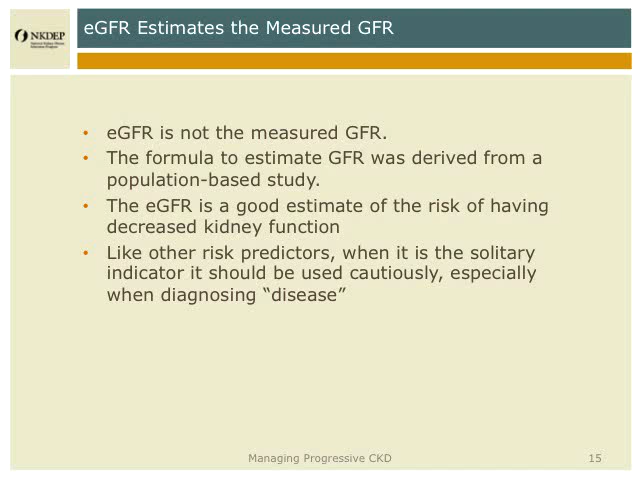 NKDEP
eGFR Estimates the Measured GFR
• eGFR is not the measured GFR.
• The formula to estimate GFR was derived from a
population-based study.
• The eGFR is a good estimate of the risk of having
decreased kidney function
• Like other risk predictors, when it is the solitary
indicator it should be used cautiously, especially
when diagnosing “disease”
Managing Progressive CKD
15